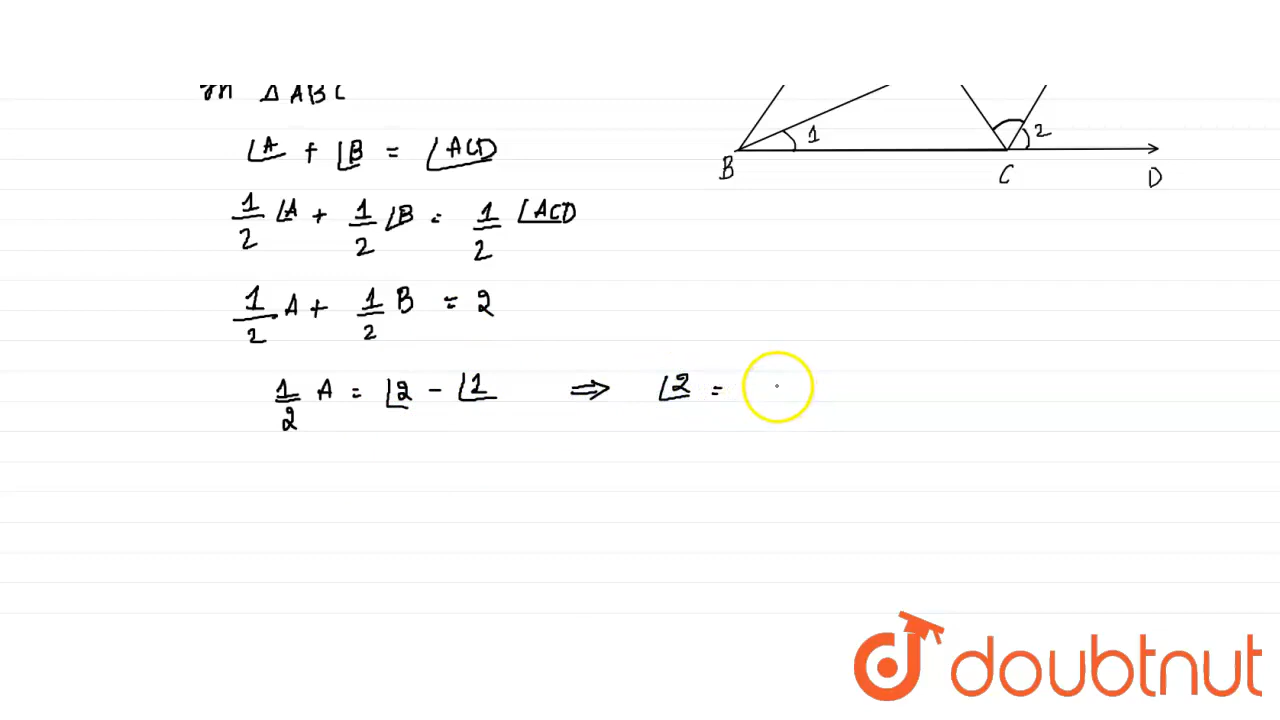 In Δ ABC
∠A + ∠B = ∠ACD
1/2 ∠A + 1/2 ∠B = 1/2 ∠ACD
1/2 A + 1/2 B = 2
1/2 A = ∠2 - ∠1 ⇒ ∠2 =
1 2
B C D
doubtnut